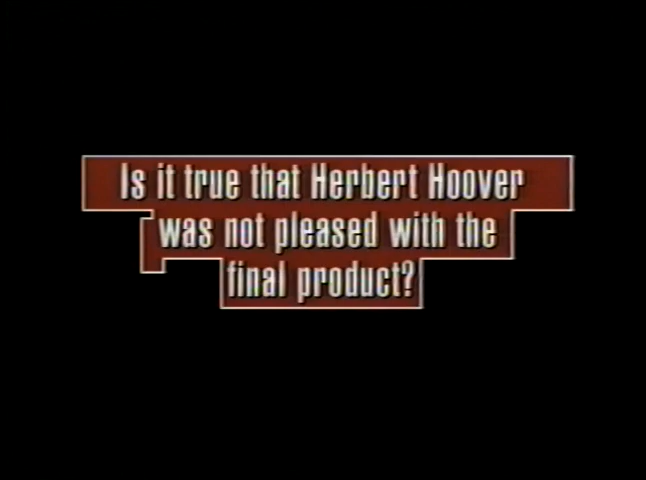 Is it true that Herbert Hoover
was not pleased with the
final product?